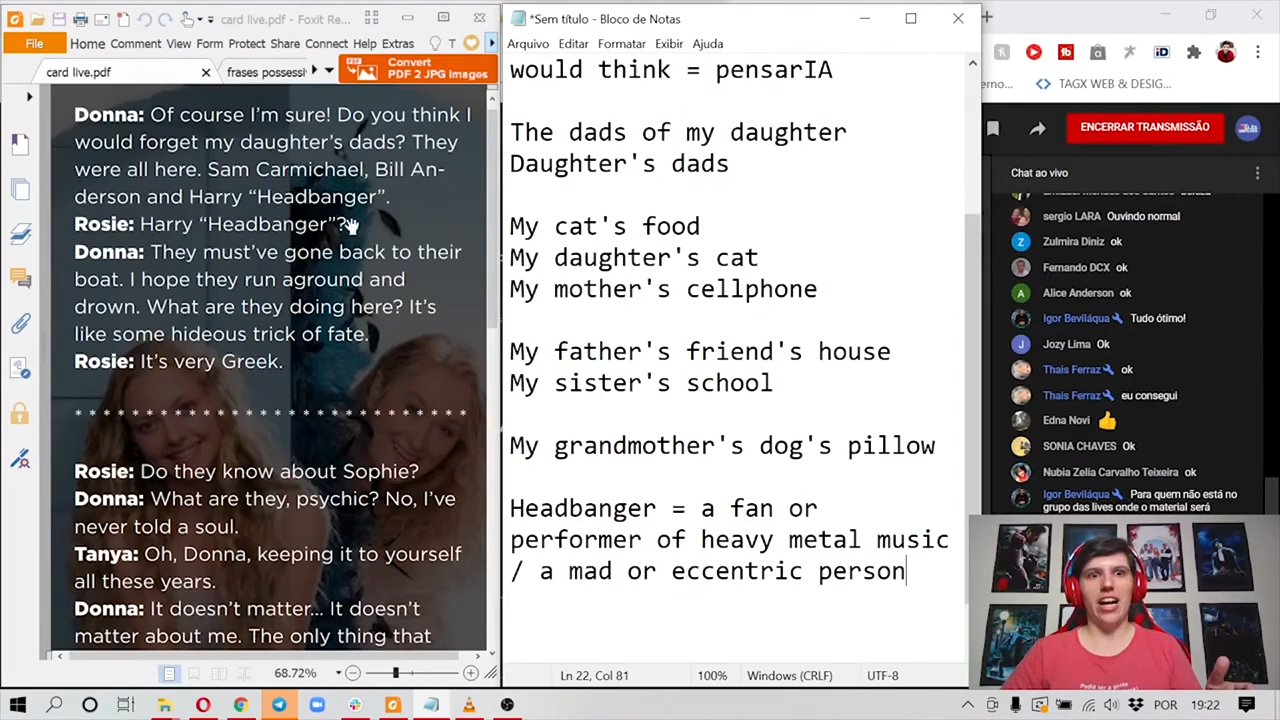 card live.pdf - Foxit Re...
File
Home
Comment
View
Form
Protect
Share
Connect
Help
Extras
card live.pdf
frases possessi
Convert
PDF 2 JPG Images
Donna: Of course I'm sure! Do you think I
would forget my daughter's dads? They
were all here. Sam Carmichael, Bill An-
derson and Harry “Headbanger”.
Rosie: Harry “Headbanger”?
Donna: They must've gone back to their
boat. I hope they run aground and
drown. What are they doing here? It's
like some hideous trick of fate.
Rosie: It's very Greek.
* * * * * * * * * * * * * * * * * * * * * * * * * * * *
Rosie: Do they know about Sophie?
Donna: What are they, psychic? No, I've
never told a soul.
Tanya: Oh, Donna, keeping it to yourself
all these years.
Donna: It doesn't matter... It doesn't
matter about me. The only thing that
68.72%
*Sem título - Bloco de Notas
Arquivo Editar Formatar Exibir Ajuda
would think = pensarIA
The dads of my daughter
Daughter's dads
My cat's food
My daughter's cat
My mother's cellphone
My father's friend's house
My sister's school
My grandmother's dog's pillow
Headbanger = a fan or
performer of heavy metal music
/ a mad or eccentric person
Ln 22, Col 81
100%
Windows (CRLF)
UTF-8
iD
erno...
TAGX WEB & DESIG...
ENCERRAR TRANSMISSÃO
Chat ao vivo
sergio LARA Ouvindo normal
Zulmira Diniz ok
Fernando DCX ok
Alice Anderson ok
Igor Beviláqua Tudo ótimo!
Jozy Lima Ok
Thais Ferraz ok
Thais Ferraz eu consegui
Edna Novi
SONIA CHAVES Ok
Nubia Zelia Carvalho Teixeira ok
Igor Beviláqua Para quem não está no
grupo das lives onde o material será
POR
19:22